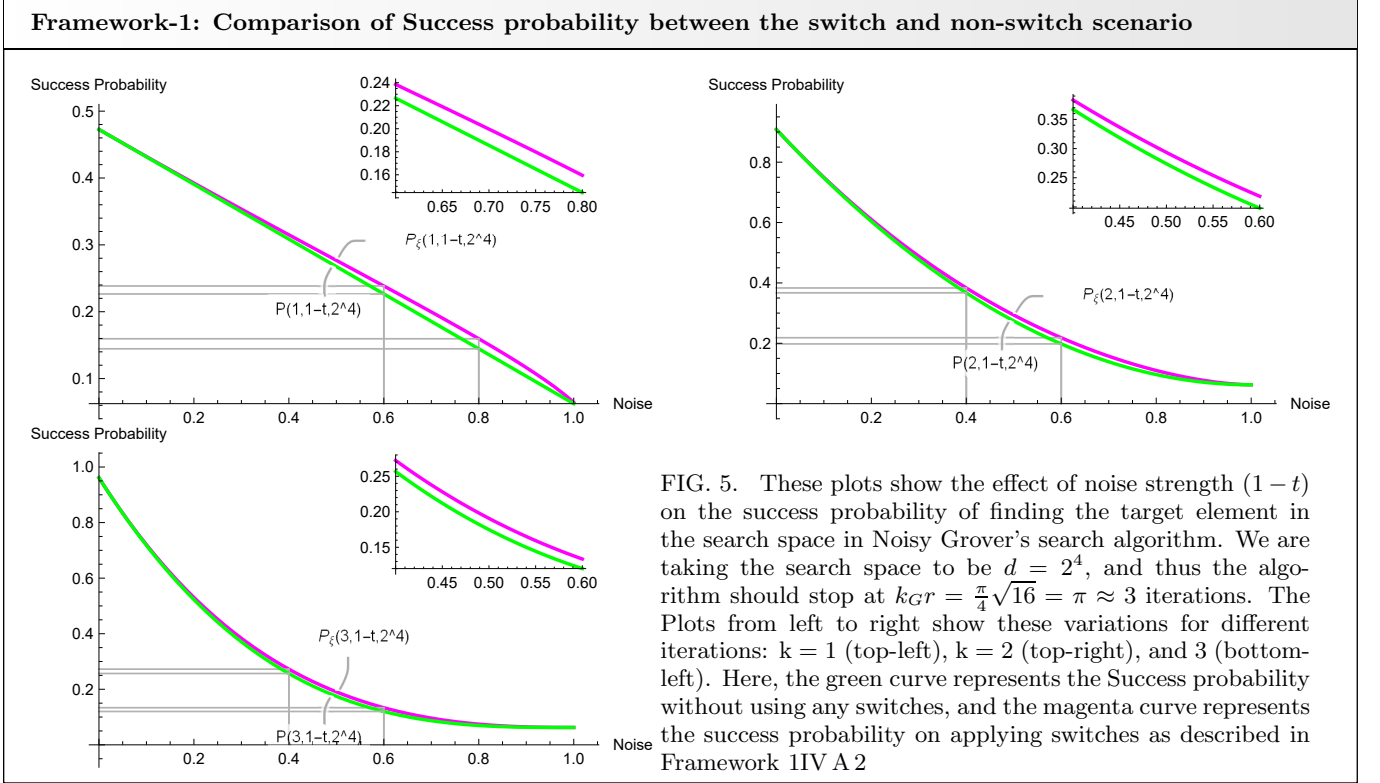 Framework-1: Comparison of Success probability between the switch and non-switch scenario
Success Probability
0.5
0.4
0.3
0.2
0.1
0.2
0.4
0.6
0.8
1.0
Noise
P(1,1−t,2^4)
Pξ(1,1−t,2^4)
0.24
0.22
0.20
0.18
0.16
0.65
0.70
0.75
0.80
Success Probability
0.8
0.6
0.4
0.2
0.2
0.4
0.6
0.8
1.0
Noise
P(2,1−t,2^4)
Pξ(2,1−t,2^4)
0.35
0.30
0.25
0.45
0.50
0.55
0.60
Success Probability
1.0
0.8
0.6
0.4
0.2
0.2
0.4
0.6
0.8
1.0
Noise
Pξ(3,1−t,2^4)
P(3,1−t,2^4)
0.25
0.20
0.15
0.45
0.50
0.55
0.60
FIG. 5. These plots show the effect of noise strength (1 − t)
on the success probability of finding the target element in
the search space in Noisy Grover's search algorithm. We are
taking the search space to be d = 2⁴, and thus the algo-
rithm should stop at k_G r = π/4 √16 = π ≈ 3 iterations. The
Plots from left to right show these variations for different
iterations: k = 1 (top-left), k = 2 (top-right), and 3 (bottom-
left). Here, the green curve represents the Success probability
without using any switches, and the magenta curve represents
the success probability on applying switches as described in
Framework 1IV A 2